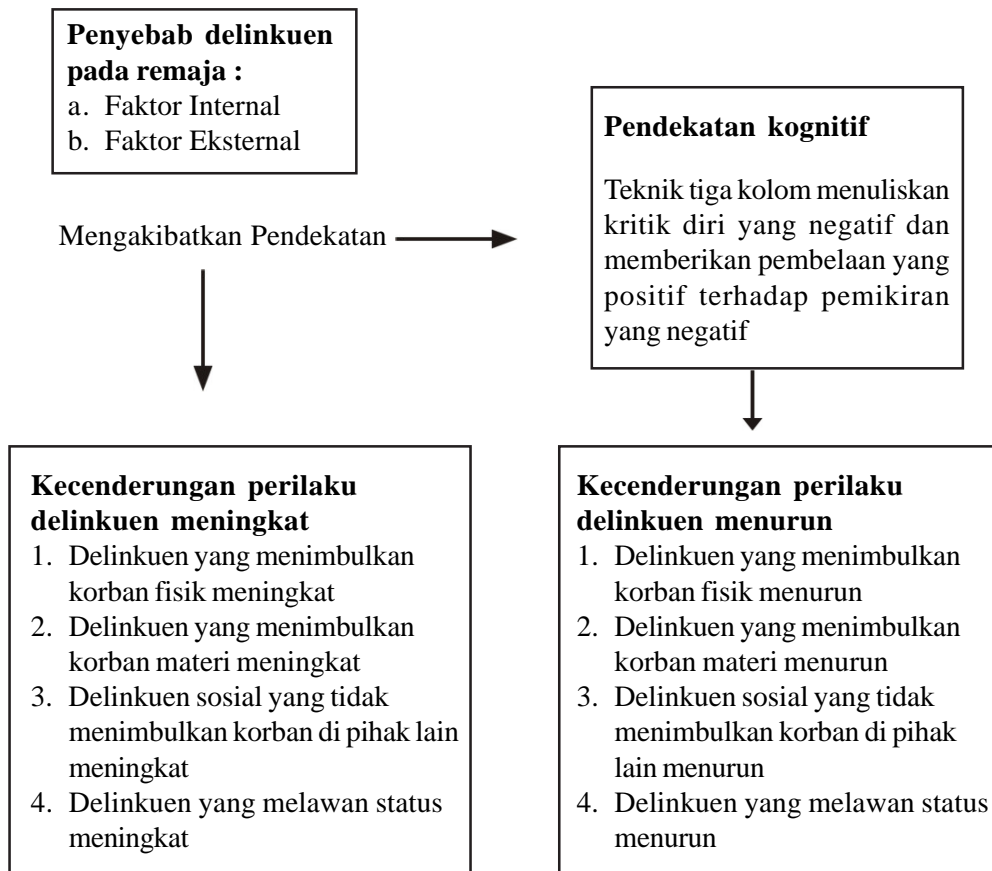 Penyebab delinkuen
pada remaja :
a. Faktor Internal
b. Faktor Eksternal
Mengakibatkan Pendekatan
Pendekatan kognitif
Teknik tiga kolom menuliskan
kritik diri yang negatif dan
memberikan pembelaan yang
positif terhadap pemikiran
yang negatif
Kecenderungan perilaku
delinkuen meningkat
1. Delinkuen yang menimbulkan
korban fisik meningkat
2. Delinkuen yang menimbulkan
korban materi meningkat
3. Delinkuen sosial yang tidak
menimbulkan korban di pihak lain
meningkat
4. Delinkuen yang melawan status
meningkat
Kecenderungan perilaku
delinkuen menurun
1. Delinkuen yang menimbulkan
korban fisik menurun
2. Delinkuen yang menimbulkan
korban materi menurun
3. Delinkuen sosial yang tidak
menimbulkan korban di pihak
lain menurun
4. Delinkuen yang melawan status
menurun